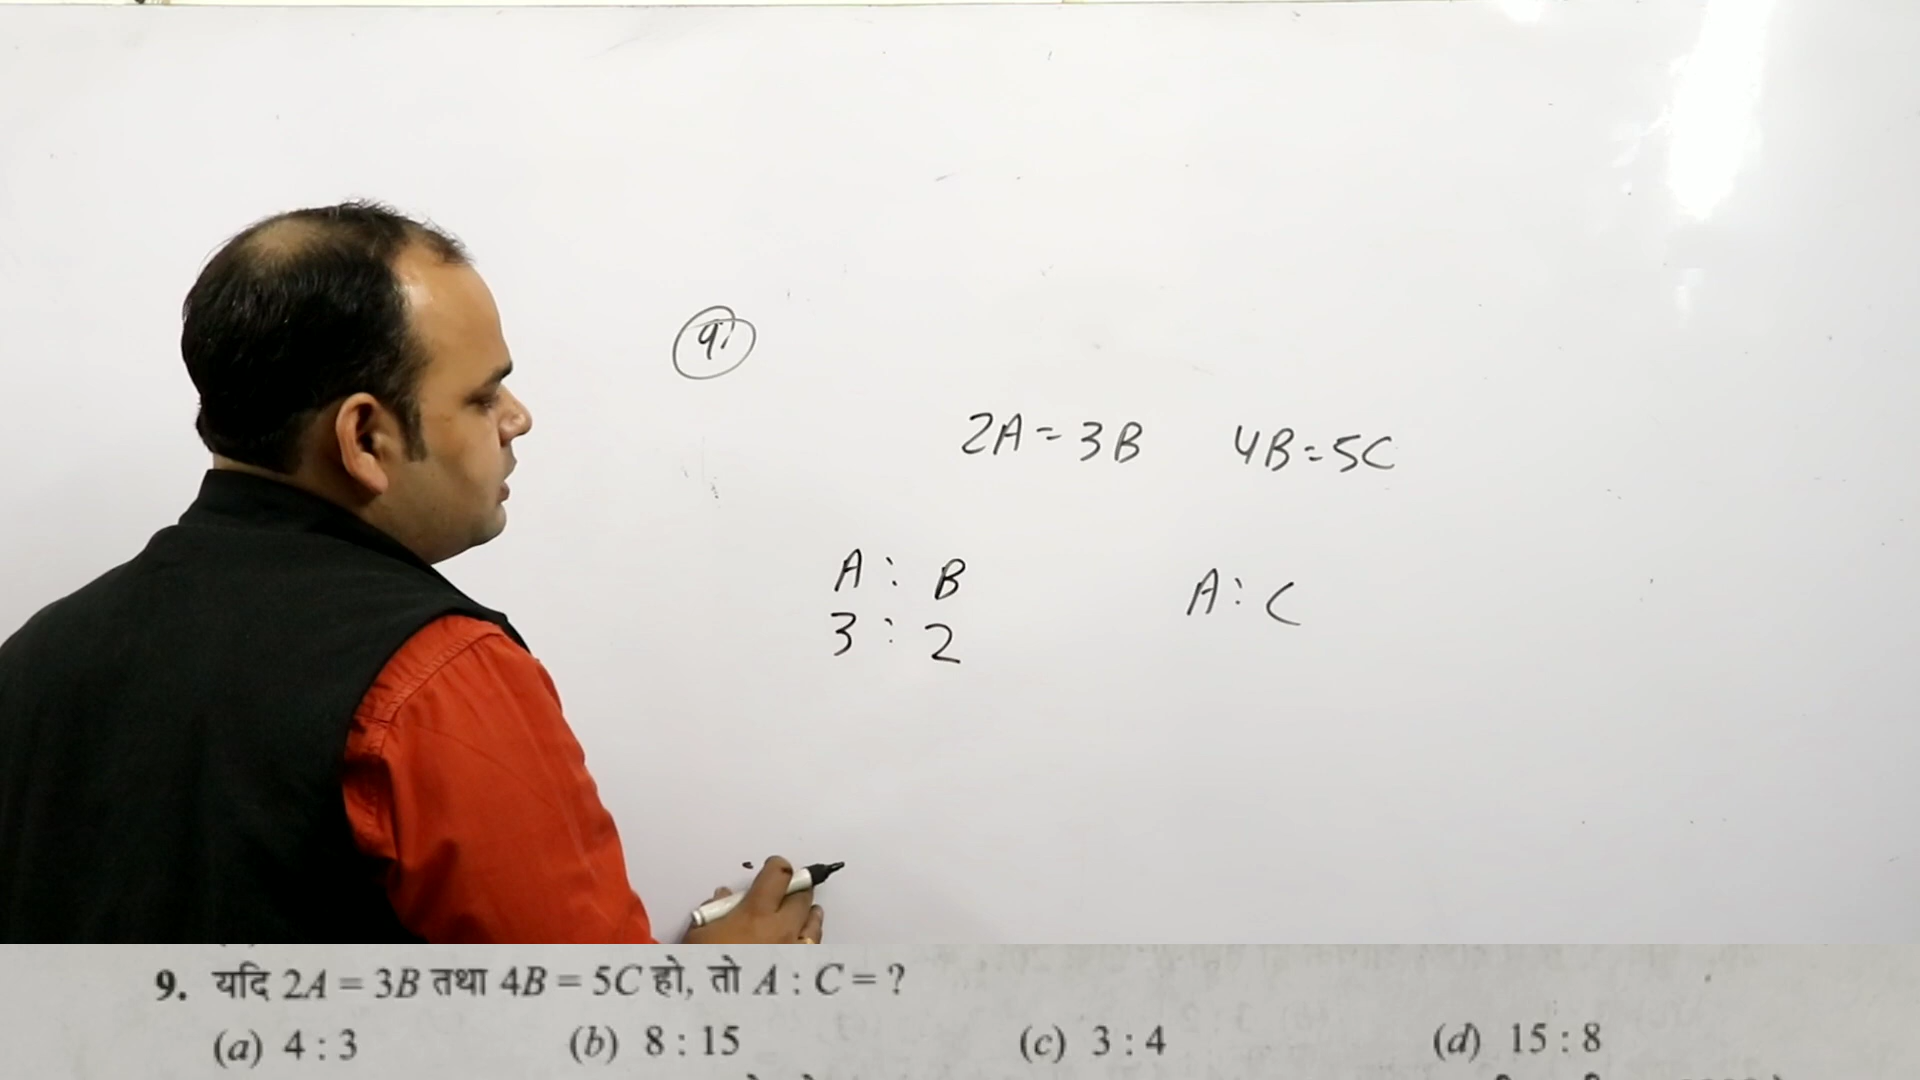 9.
2A = 3B 4B = 5C
A : B A : C
3 : 2
9. यदि 2A = 3B तथा 4B = 5C हो, तो A : C = ?
(a) 4 : 3 (b) 8 : 15 (c) 3 : 4 (d) 15 : 8